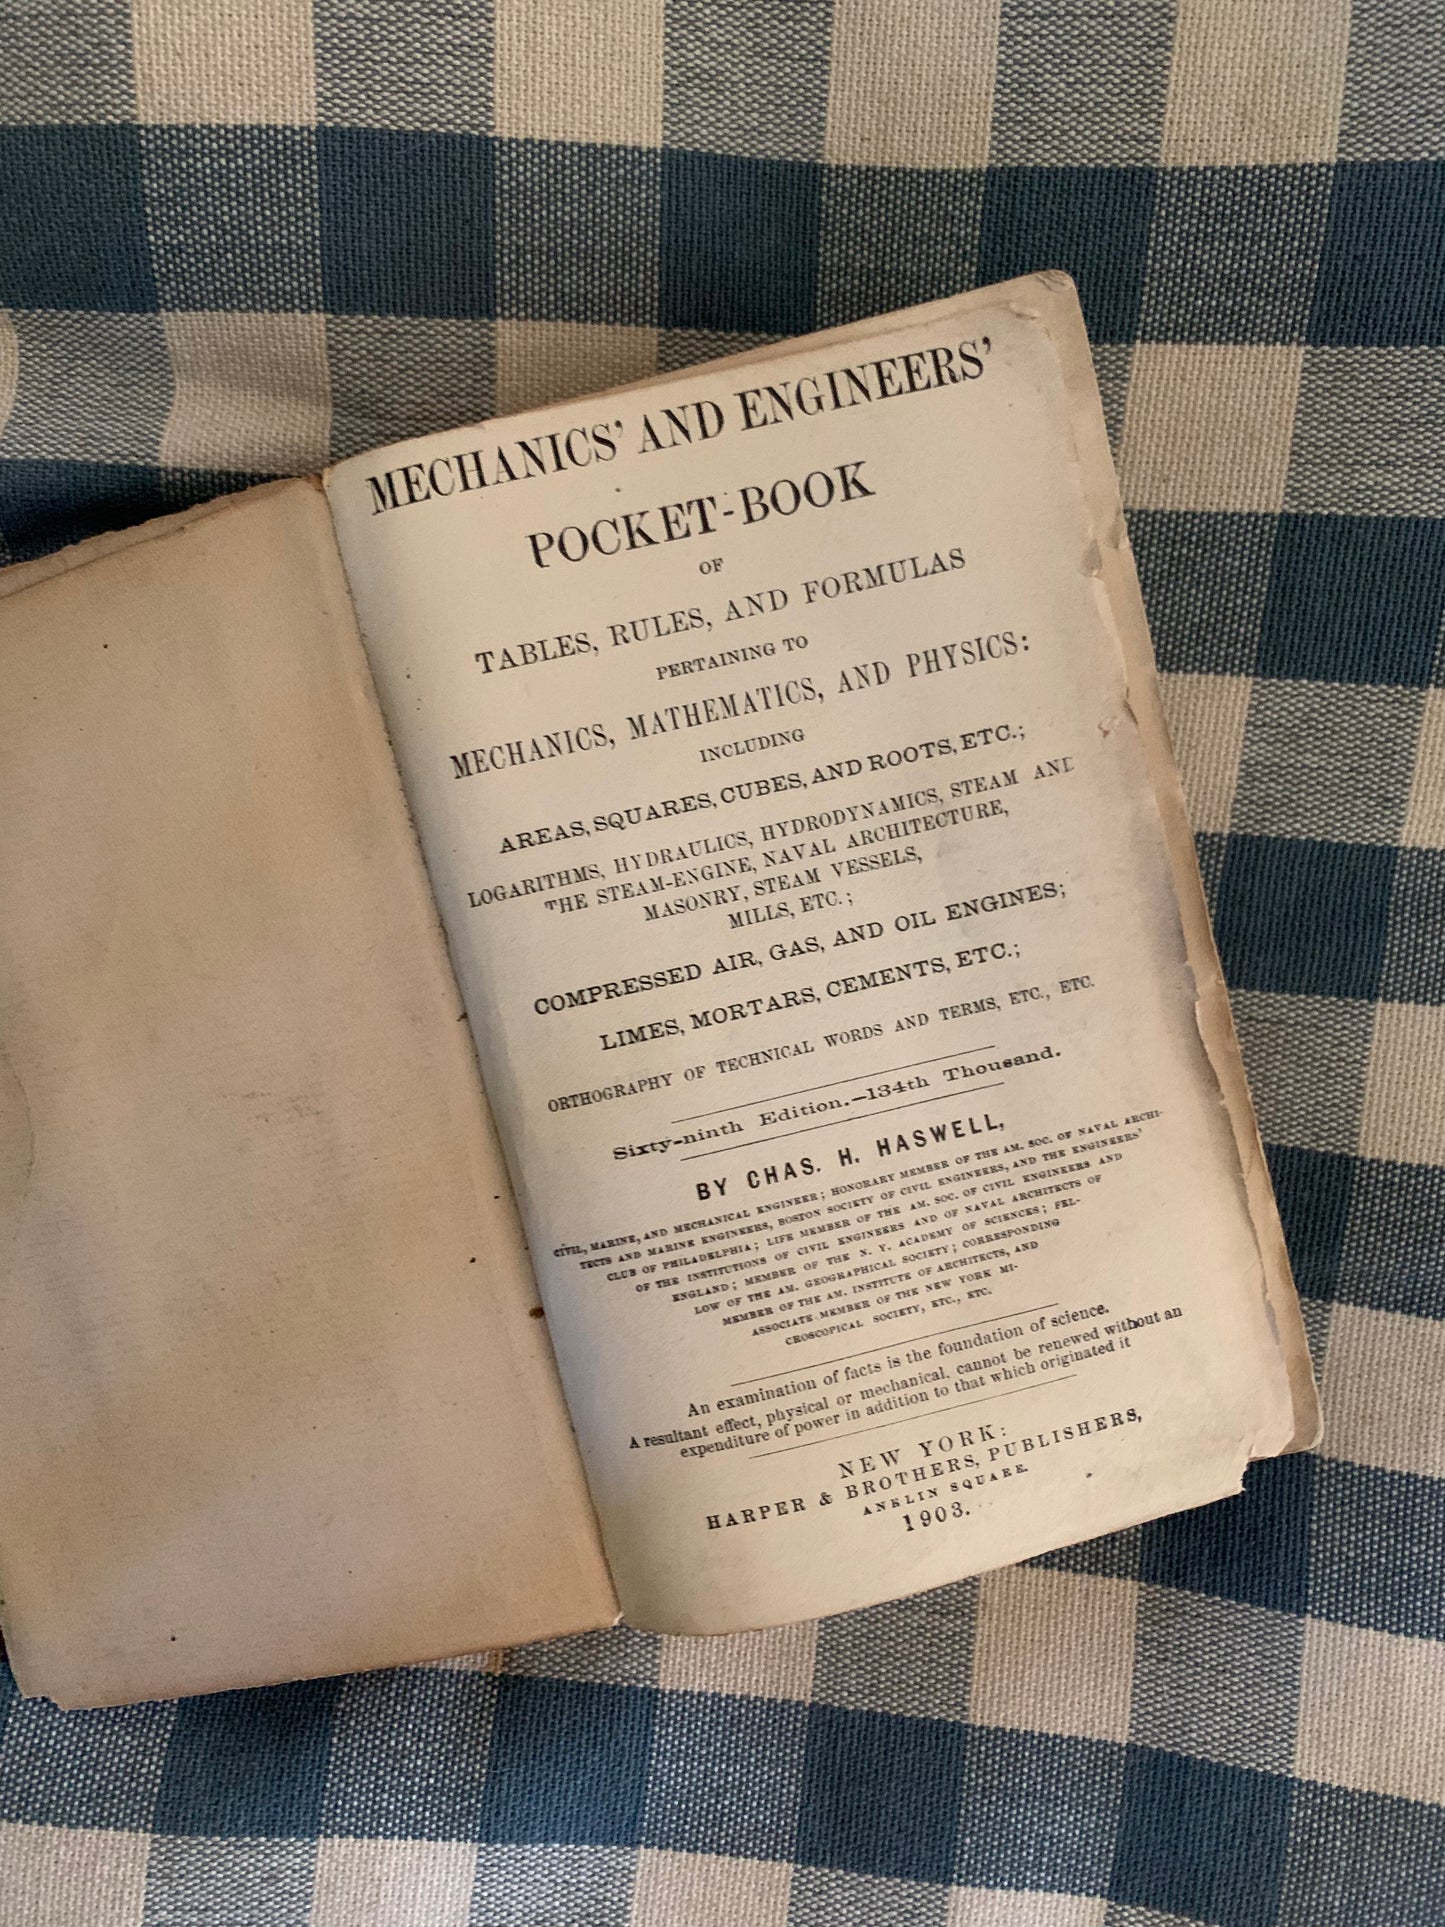 MECHANICS' AND ENGINEERS'
POCKET-BOOK
OF
TABLES, RULES, AND FORMULAS
PERTAINING TO
MECHANICS, MATHEMATICS, AND PHYSICS:
INCLUDING
AREAS, SQUARES, CUBES, AND ROOTS, ETC.;
LOGARITHMS, HYDRAULICS, HYDRODYNAMICS, STEAM AND
THE STEAM-ENGINE, NAVAL ARCHITECTURE,
MASONRY, STEAM VESSELS,
MILLS, ETC.;
COMPRESSED AIR, GAS, AND OIL ENGINES;
LIMES, MORTARS, CEMENTS, ETC.;
ORTHOGRAPHY OF TECHNICAL WORDS AND TERMS, ETC., ETC.
Sixty-ninth Edition.—134th Thousand.
BY CHAS. H. HASWELL,
CIVIL, MARINE, AND MECHANICAL ENGINEER; HONORARY MEMBER OF THE AM. SOC. OF NAVAL ARCHI-
TECTS AND MARINE ENGINEERS, BOSTON SOCIETY OF CIVIL ENGINEERS, AND THE ENGINEERS'
CLUB OF PHILADELPHIA; LIFE MEMBER OF THE AM. SOC. OF CIVIL ENGINEERS AND
OF THE INSTITUTIONS OF CIVIL ENGINEERS AND OF NAVAL ARCHITECTS OF
ENGLAND; MEMBER OF THE N. Y. ACADEMY OF SCIENCES; FEL-
LOW OF THE AM. GEOGRAPHICAL SOCIETY; CORRESPONDING
MEMBER OF THE AM. INSTITUTE OF ARCHITECTS, AND
ASSOCIATE MEMBER OF THE NEW YORK MI-
CROSCOPICAL SOCIETY, ETC., ETC.
An examination of facts is the foundation of science.
A resultant effect, physical or mechanical, cannot be renewed without an
expenditure of power in addition to that which originated it
NEW YORK:
HARPER & BROTHERS, PUBLISHERS,
ANKLIN SQUARE.
1903.